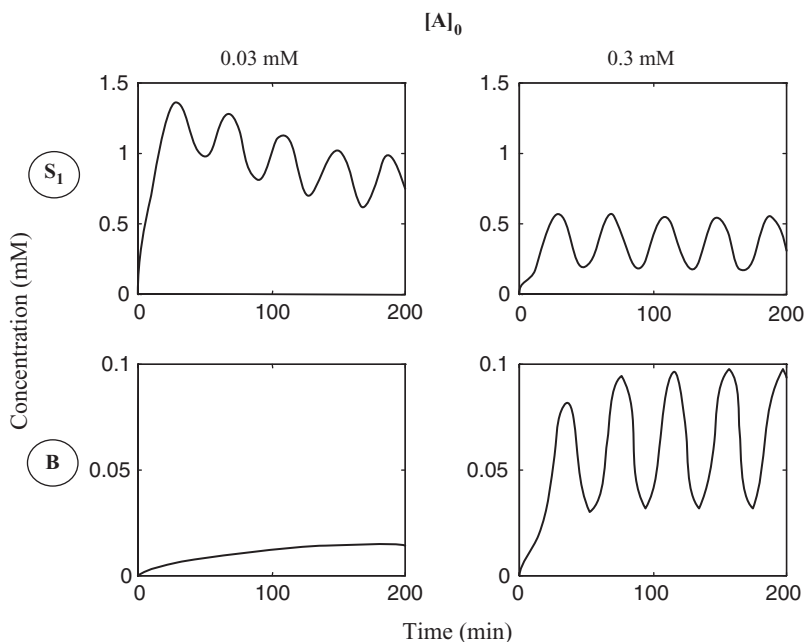 [A]0
0.03 mM 0.3 mM
1.5 1.5
1 1
S1
0.5 0.5
0 0
0 100 200 0 100 200
Concentration (mM)
0.1 0.1
B
0.05 0.05
0 0
0 100 200 0 100 200
Time (min)